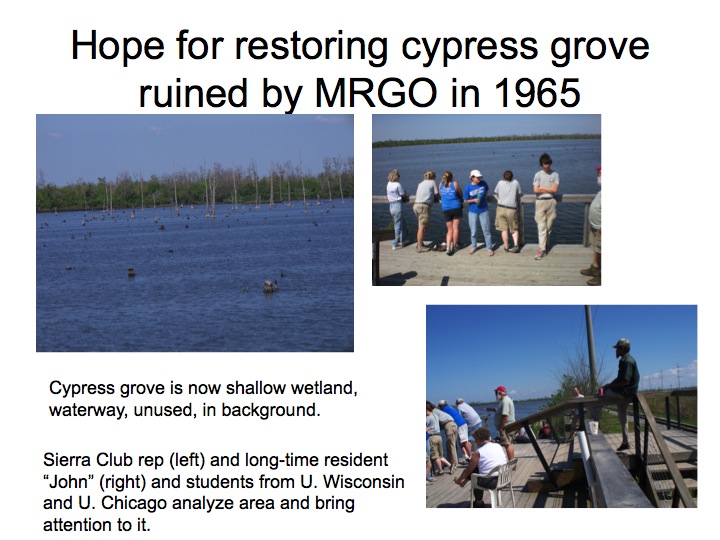 Hope for restoring cypress grove
ruined by MRGO in 1965
Cypress grove is now shallow wetland,
waterway, unused, in background.
Sierra Club rep (left) and long-time resident
“John” (right) and students from U. Wisconsin
and U. Chicago analyze area and bring
attention to it.